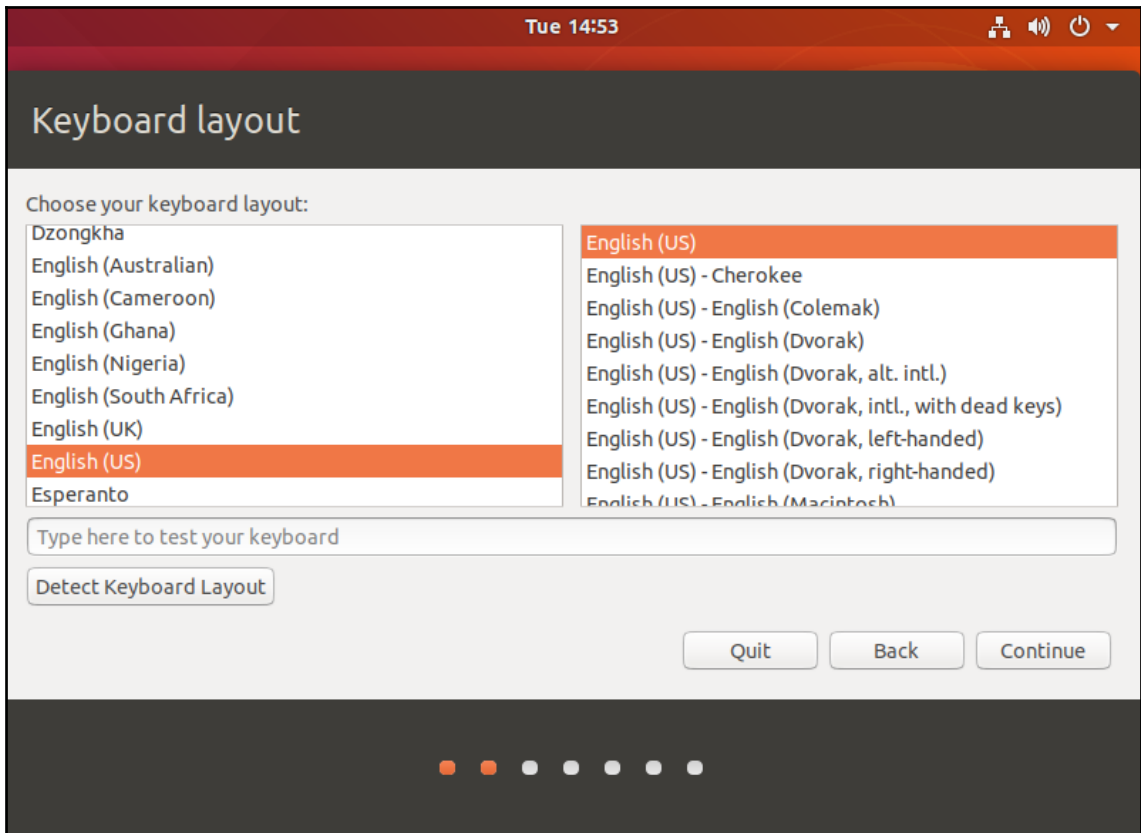 Tue 14:53
Keyboard layout
Choose your keyboard layout:
Dzongkha
English (Australian)
English (Cameroon)
English (Ghana)
English (Nigeria)
English (South Africa)
English (UK)
English (US)
Esperanto
English (US)
English (US) - Cherokee
English (US) - English (Colemak)
English (US) - English (Dvorak)
English (US) - English (Dvorak, alt. intl.)
English (US) - English (Dvorak, intl., with dead keys)
English (US) - English (Dvorak, left-handed)
English (US) - English (Dvorak, right-handed)
English (US) - English (Macintosh)
Type here to test your keyboard
Detect Keyboard Layout
Quit
Back
Continue